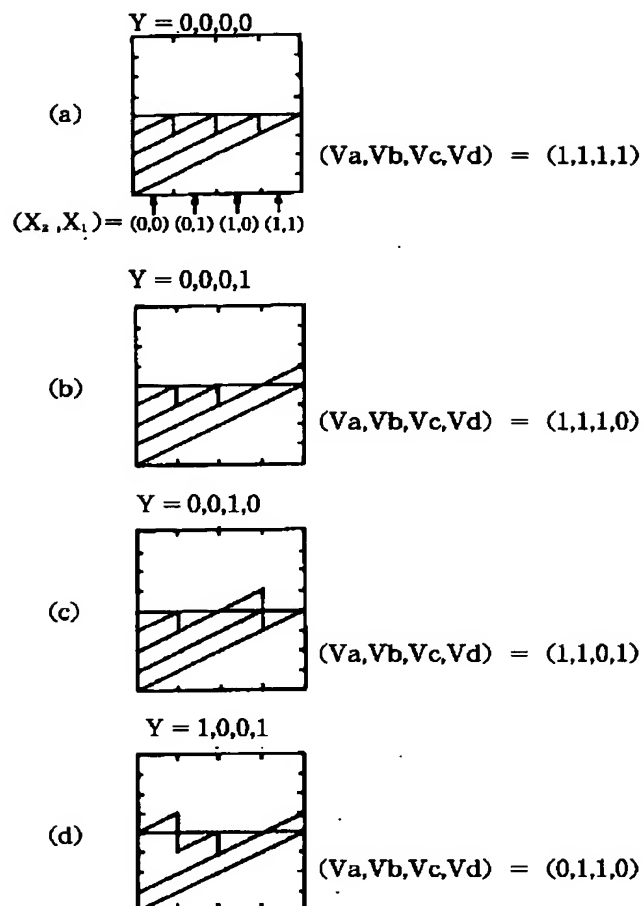 Y = 0,0,0,0
(a)
(Va,Vb,Vc,Vd) = (1,1,1,1)
(X₂ ,X₁ )= (0,0) (0,1) (1,0) (1,1)
Y = 0,0,0,1
(b)
(Va,Vb,Vc,Vd) = (1,1,1,0)
Y = 0,0,1,0
(c)
(Va,Vb,Vc,Vd) = (1,1,0,1)
Y = 1,0,0,1
(d)
(Va,Vb,Vc,Vd) = (0,1,1,0)